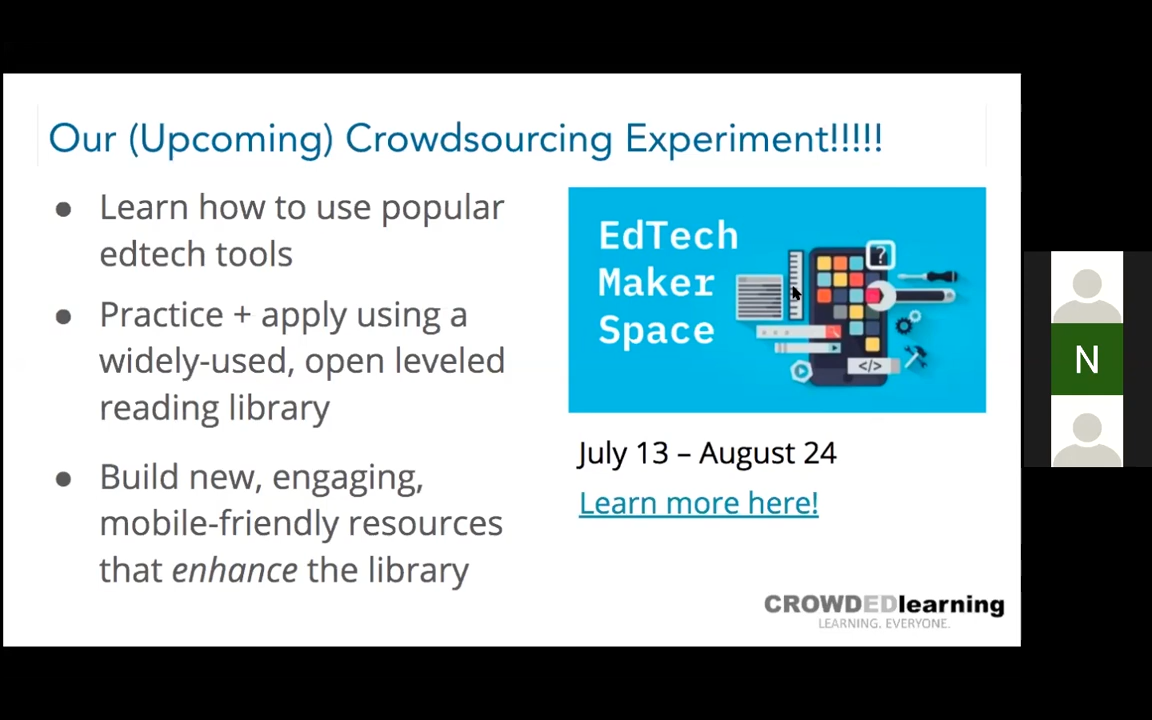 Our (Upcoming) Crowdsourcing Experiment!!!!!
● Learn how to use popular
edtech tools
● Practice + apply using a
widely-used, open leveled
reading library
● Build new, engaging,
mobile-friendly resources
that enhance the library
EdTech
Maker
Space
?
</>
July 13 – August 24
Learn more here!
CROWDEDlearning
LEARNING. EVERYONE.
N